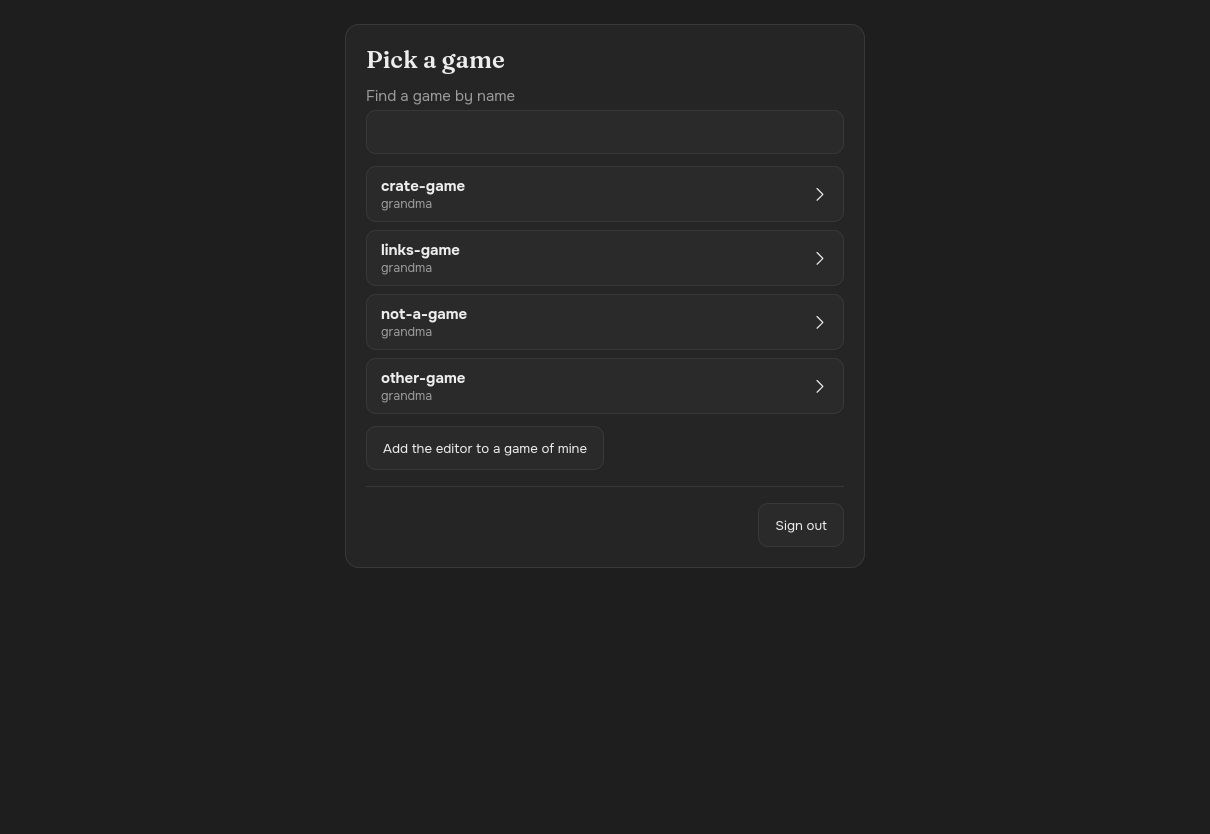 Pick a game
Find a game by name
crate-game
grandma
links-game
grandma
not-a-game
grandma
other-game
grandma
Add the editor to a game of mine
Sign out